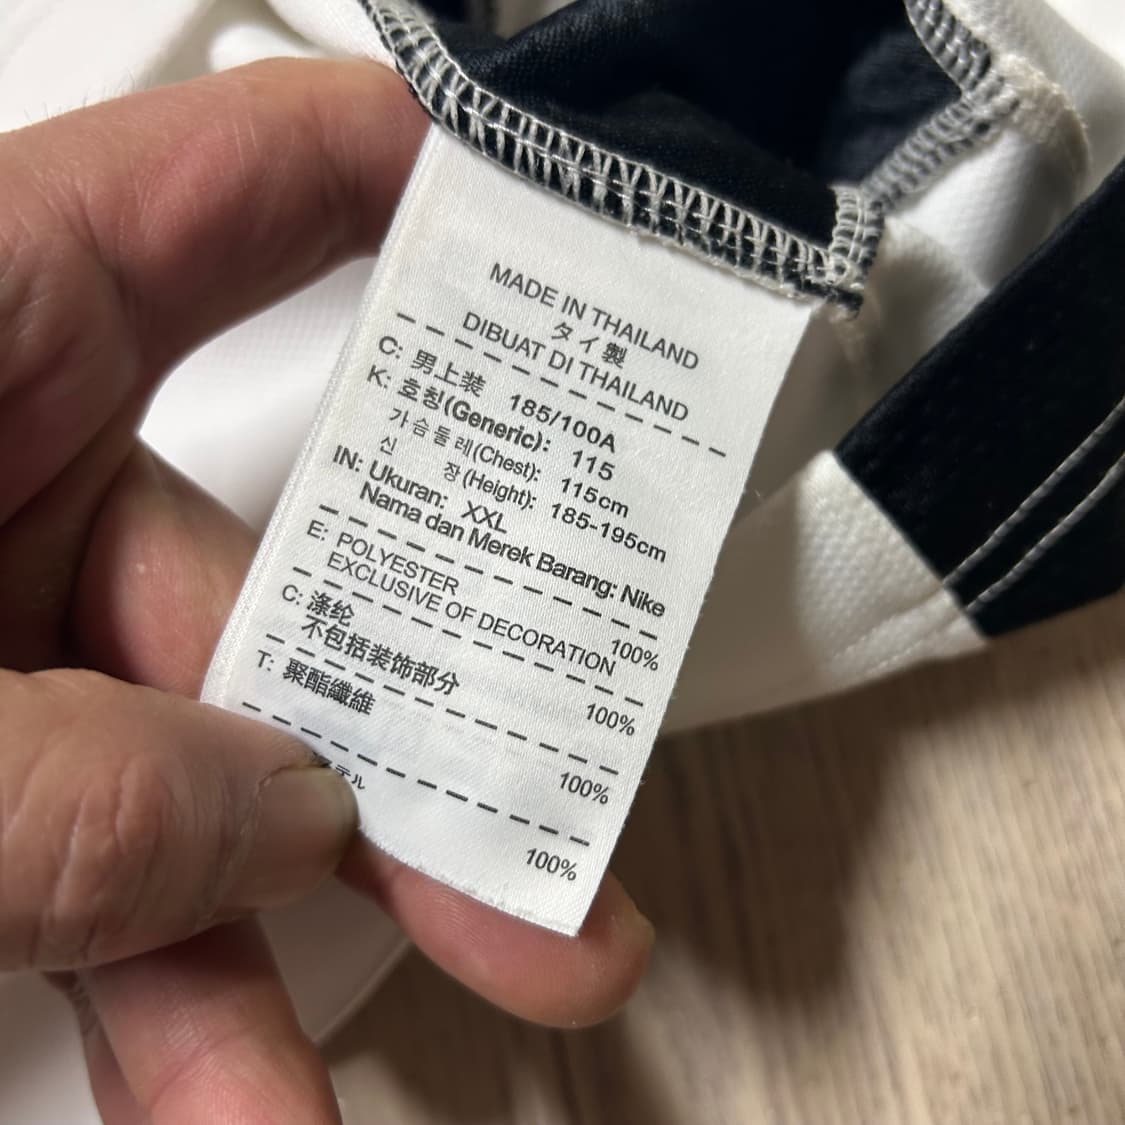 MADE IN THAILAND
タイ製
DIBUAT DI THAILAND
C: 男上装 185/100A
K: 호칭(Generic): 115
가슴둘레(Chest): 115cm
신 장(Height): 185-195cm
IN: Ukuran: XXL
Nama dan Merek Barang: Nike
E: POLYESTER 100%
EXCLUSIVE OF DECORATION
C: 涤纶 100%
不包括装饰部分
T: 聚酯纖維 100%
テル 100%